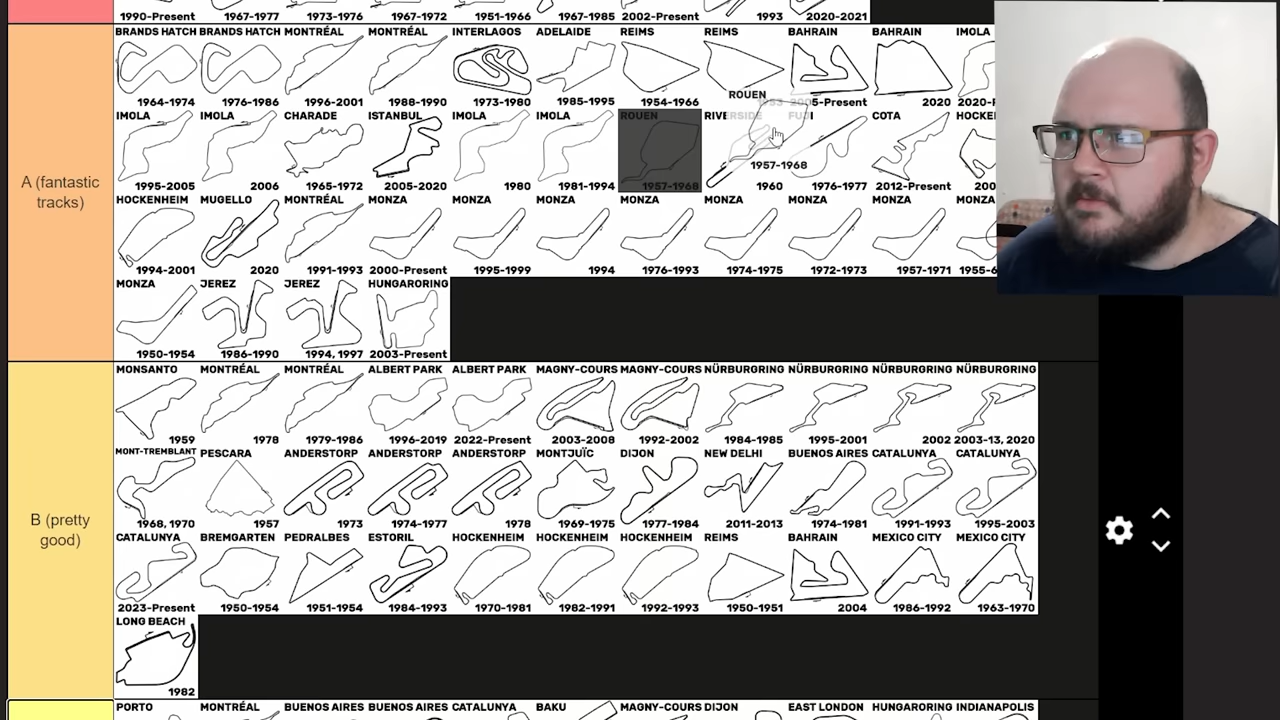 1990-Present 1967-1977 1973-1976 1967-1972 1951-1966 1967-1985 2002-Present 1993 2020-2021
A (fantastic
tracks)
BRANDS HATCH BRANDS HATCH MONTRÉAL MONTRÉAL INTERLAGOS ADELAIDE REIMS REIMS BAHRAIN BAHRAIN IMOLA
1964-1974 1976-1986 1996-2001 1988-1990 1973-1980 1985-1995 1954-1966 2005-Present 2020
ROUEN
1957-1968
IMOLA IMOLA CHARADE ISTANBUL IMOLA IMOLA ROUEN RIVERSIDE FUJI COTA
1995-2005 2006 1965-1972 2005-2020 1980 1981-1994 1957-1968 1960 1976-1977 2012-Present
HOCKENHEIM MUGELLO MONTRÉAL MONZA MONZA MONZA MONZA MONZA MONZA MONZA MONZA
1994-2001 2020 1991-1993 2000-Present 1995-1999 1994 1976-1993 1974-1975 1972-1973 1957-1971
MONZA JEREZ JEREZ HUNGARORING
1950-1954 1986-1990 1994, 1997 2003-Present
B (pretty
good)
MONSANTO MONTRÉAL MONTRÉAL ALBERT PARK ALBERT PARK MAGNY-COURS MAGNY-COURS NÜRBURGRING NÜRBURGRING NÜRBURGRING NÜRBURGRING
1959 1978 1979-1986 1996-2019 2022-Present 2003-2008 1992-2002 1984-1985 1995-2001 2002 2003-13, 2020
MONT-TREMBLANT PESCARA ANDERSTORP ANDERSTORP ANDERSTORP MONTJUÏC DIJON NEW DELHI BUENOS AIRES CATALUNYA CATALUNYA
1968, 1970 1957 1973 1974-1977 1978 1969-1975 1977-1984 2011-2013 1974-1981 1991-1993 1995-2003
CATALUNYA BREMGARTEN PEDRALBES ESTORIL HOCKENHEIM HOCKENHEIM HOCKENHEIM REIMS BAHRAIN MEXICO CITY MEXICO CITY
2023-Present 1950-1954 1951-1954 1984-1993 1970-1981 1982-1991 1992-1993 1950-1951 2004 1986-1992 1963-1970
LONG BEACH
1982
PORTO MONTRÉAL BUENOS AIRES BUENOS AIRES CATALUNYA BAKU MAGNY-COURS DIJON EAST LONDON HUNGARORING INDIANAPOLIS